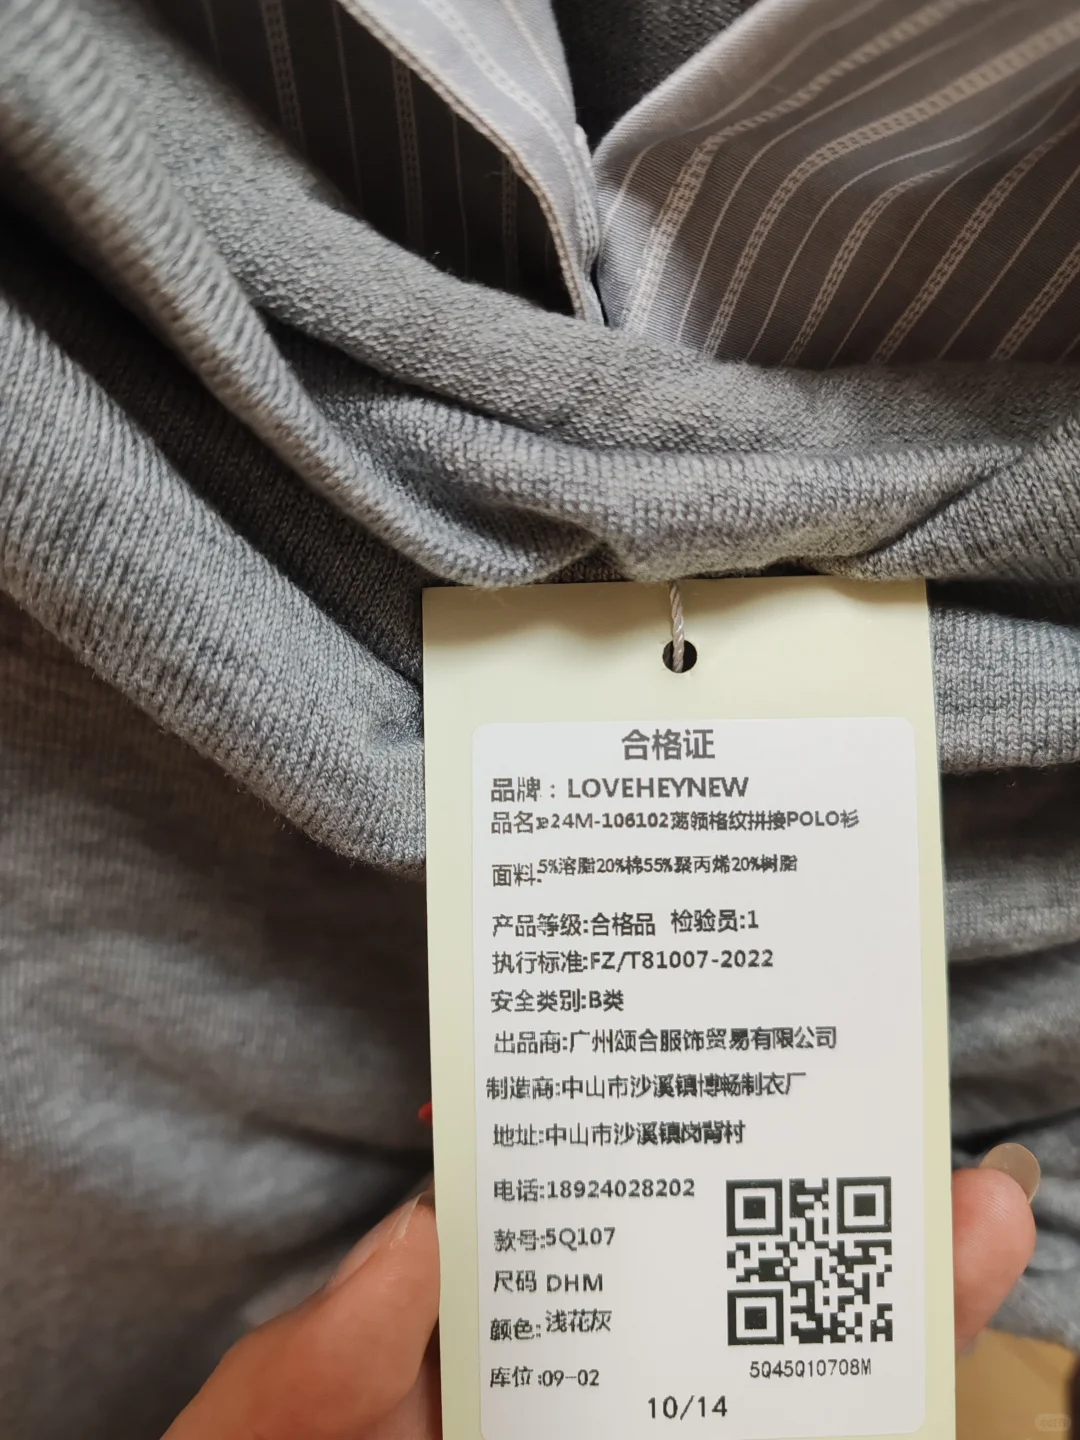 合格证
品牌：LOVEHEYNEW
品名:e24M-106102荡领格纹拼接POLO衫
面料:5%溶脂20%棉55%聚丙烯20%树脂
产品等级:合格品 检验员:1
执行标准:FZ/T81007-2022
安全类别:B类
出品商:广州颂合服饰贸易有限公司
制造商:中山市沙溪镇博畅制衣厂
地址:中山市沙溪镇岗背村
电话:18924028202
款号:5Q107
尺码 DHM
颜色:浅花灰
库位:09-02
5Q45Q10708M
10/14